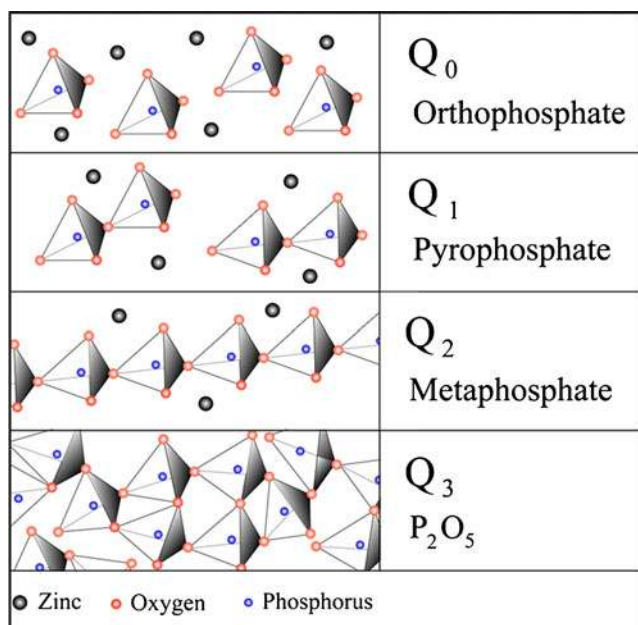 Q₀
Orthophosphate
Q₁
Pyrophosphate
Q₂
Metaphosphate
Q₃
P₂O₅
Zinc Oxygen Phosphorus